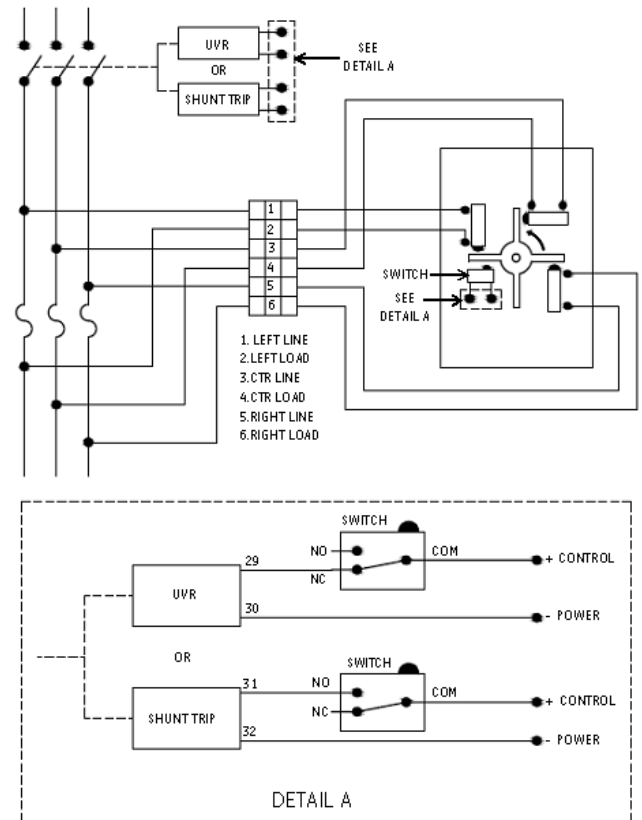 UVR
OR
SHUNT TRIP
SEE
DETAIL A
1
2
3
4
5
6
SWITCH
SEE
DETAIL A
1. LEFT LINE
2.LEFT LOAD
3.CTR LINE
4.CTR LOAD
5.RIGHT LINE
6.RIGHT LOAD
SWITCH
NO
COM
+ CONTROL
29
NC
UVR
30
- POWER
OR
SWITCH
31
NO
COM
+ CONTROL
NC
SHUNT TRIP
32
- POWER
DETAIL A